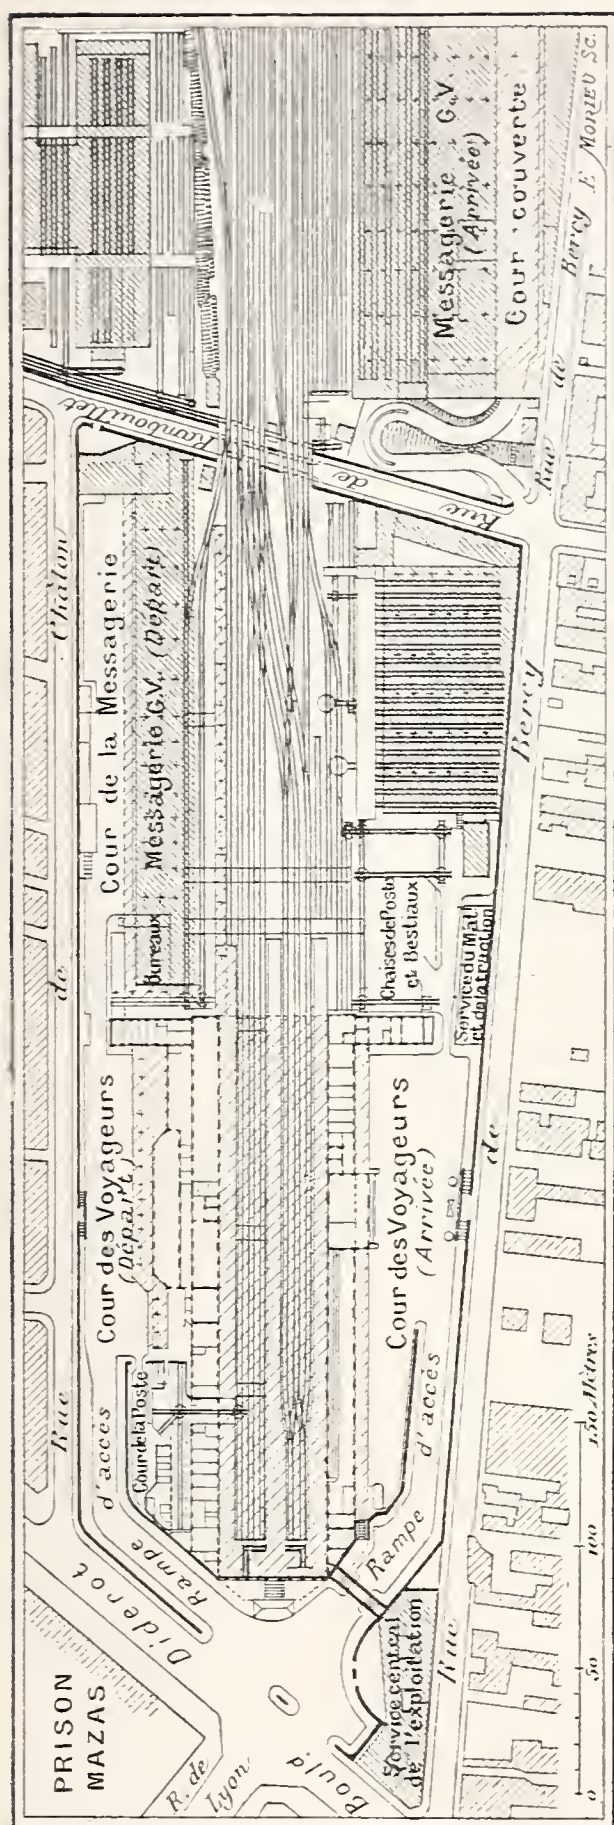 PRISON
MAZAS
R. de
Lyon
Bould
Diderot
Rampe
d'accès
Cour de la Poste
Rue
de
Châlon
Cour des Voyageurs
(Départ)
Bureaux
Cour de la Messagerie
Messagerie G.V. (Départ)
Rue
de
Rambouillet
Messagerie G.V.
(Arrivée)
Cour couverte
Chaises de Poste
et Bestiaux
Cour des Voyageurs
(Arrivée)
Rampe
d'accès
Service central
de l'exploitation
Service du Matl
et de la traction
Rue
de
Bercy
Rue
de
Bercy
E MORIEU SC.
0
50
100
150 Mètres